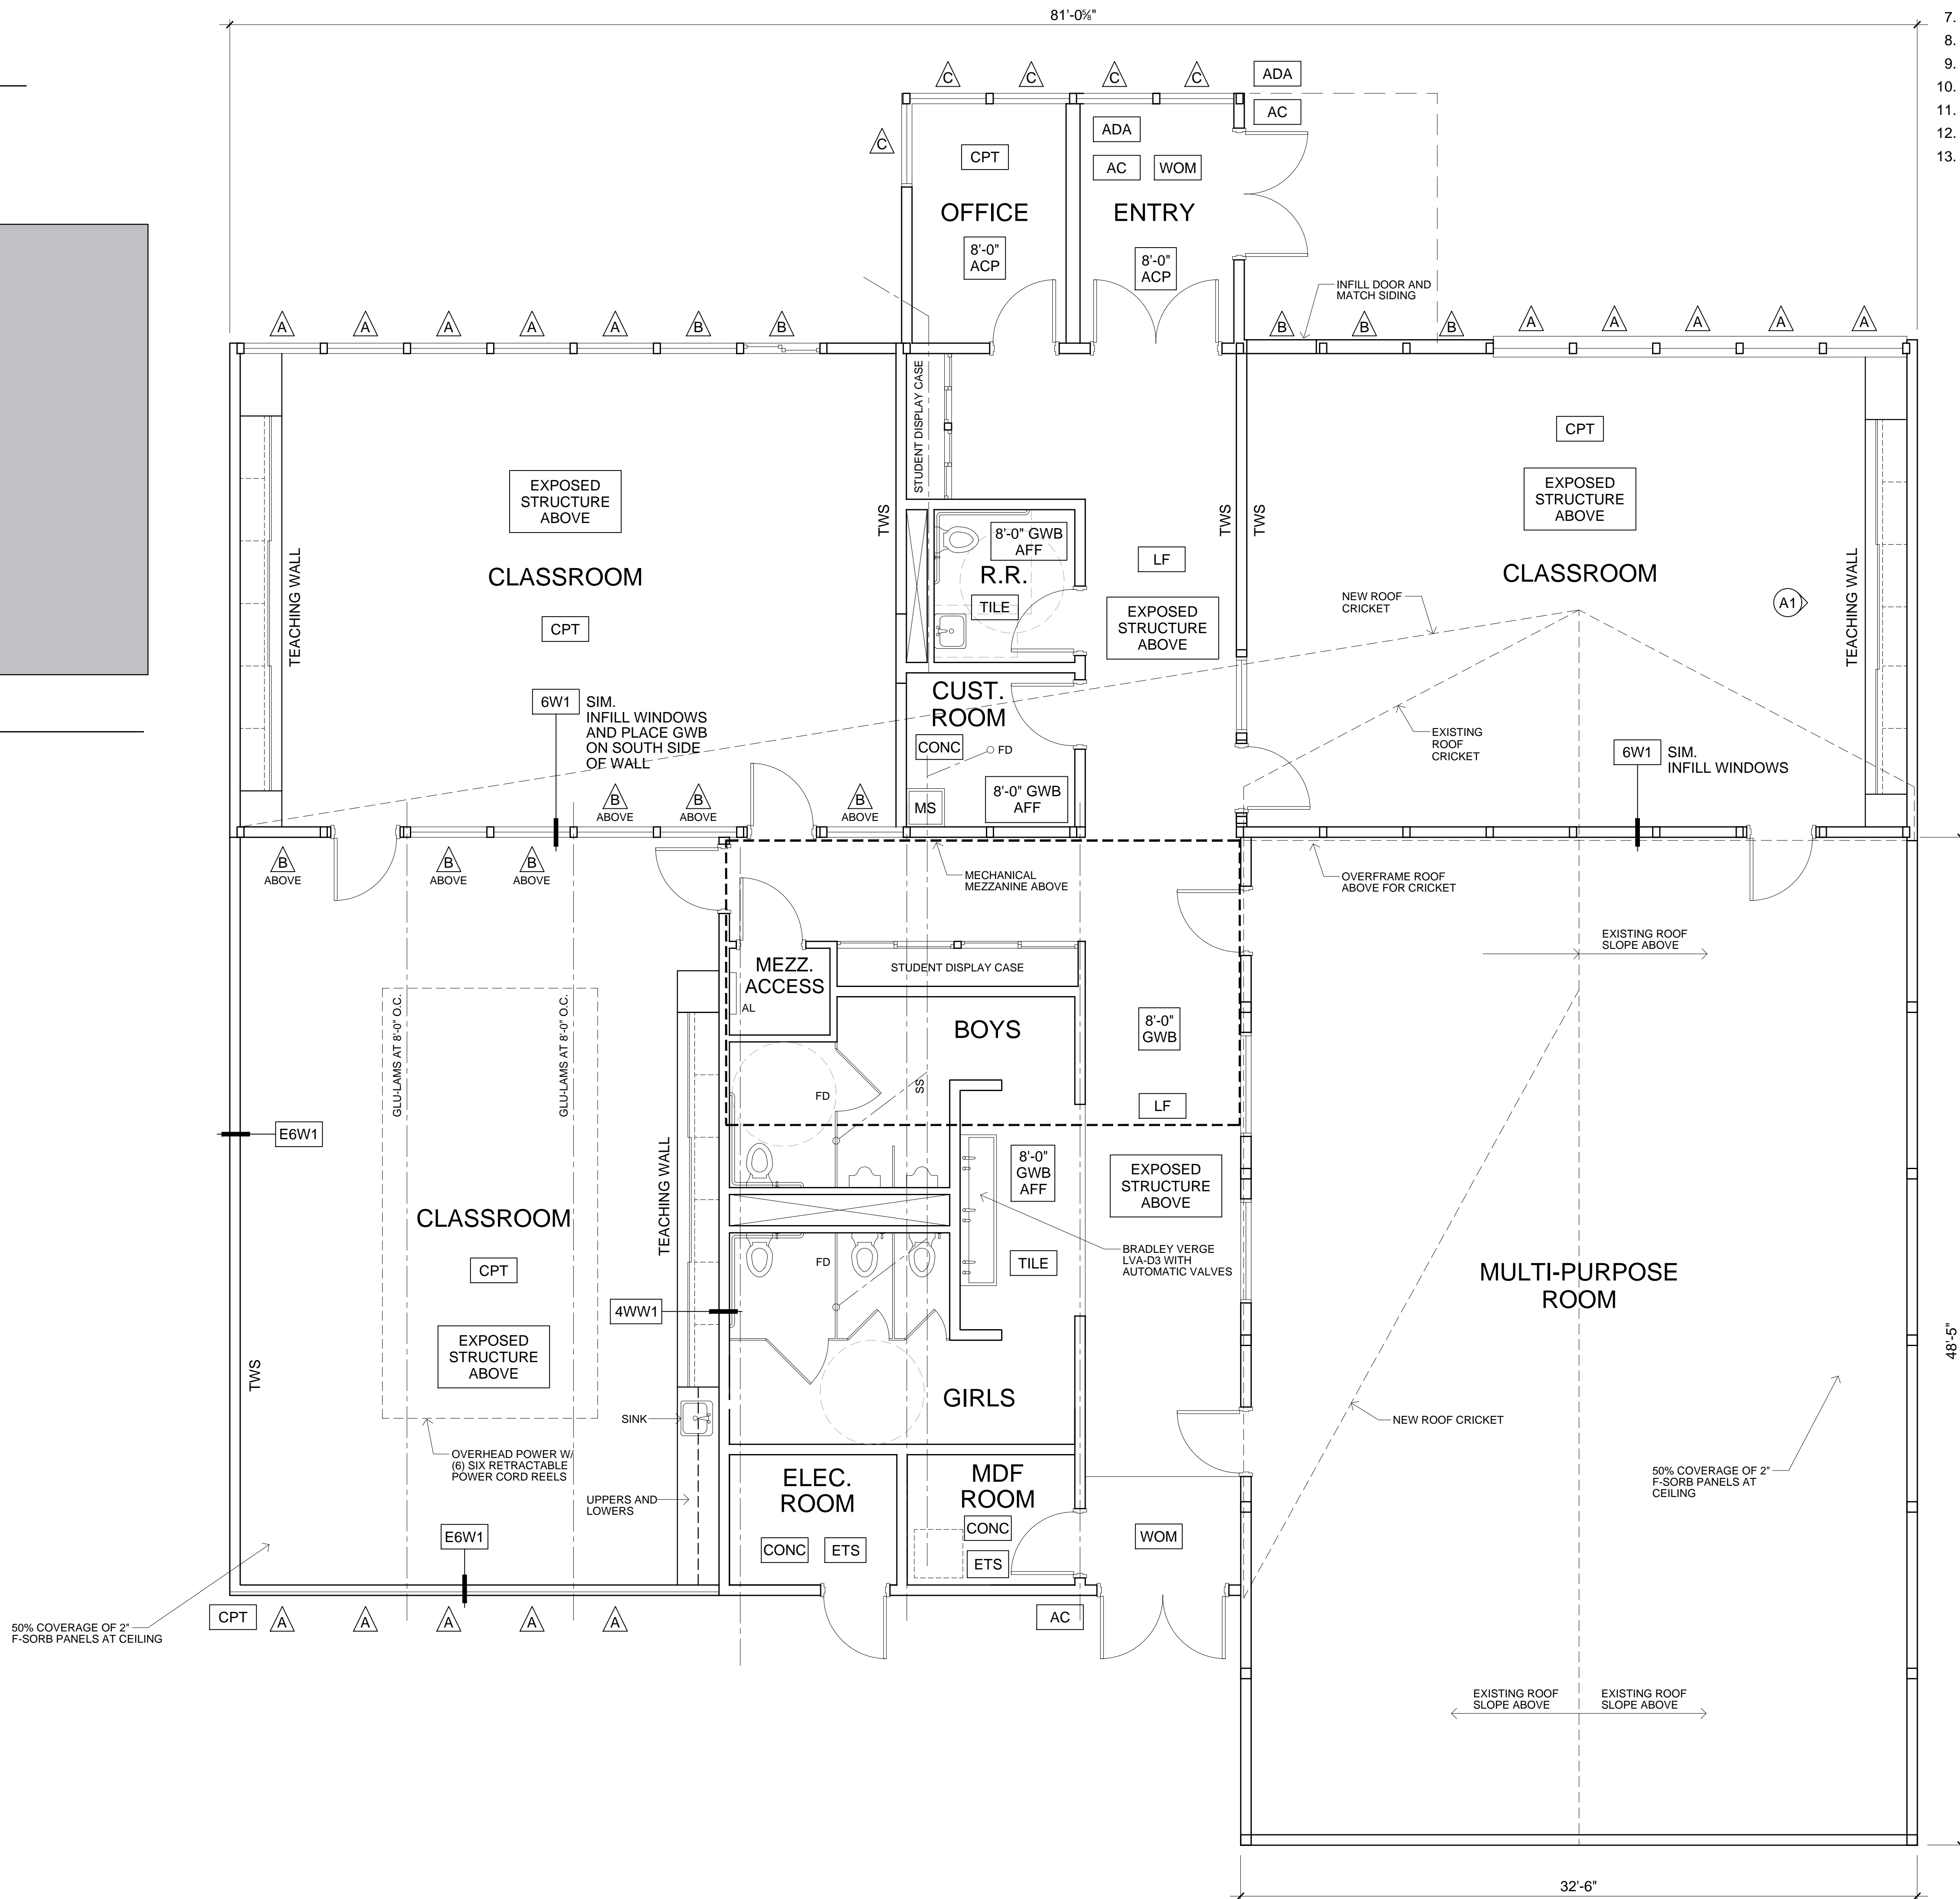 81'-0⅝"
7.
8.
9.
10.
11.
12.
13.
C
C
C
C
ADA
AC
C
CPT
ADA
AC
WOM
OFFICE
ENTRY
8'-0"
ACP
8'-0"
ACP
INFILL DOOR AND
MATCH SIDING
A
A
A
A
A
B
B
B
B
B
A
A
A
A
A
STUDENT DISPLAY CASE
CPT
EXPOSED
STRUCTURE
ABOVE
EXPOSED
STRUCTURE
ABOVE
TEACHING WALL
TWS
TWS
TWS
CLASSROOM
CPT
8'-0" GWB
AFF
R.R.
TILE
LF
EXPOSED
STRUCTURE
ABOVE
CLASSROOM
NEW ROOF
CRICKET
A1
TEACHING WALL
6W1
SIM.
INFILL WINDOWS
AND PLACE GWB
ON SOUTH SIDE
OF WALL
CUST.
ROOM
CONC
FD
MS
8'-0" GWB
AFF
EXISTING
ROOF
CRICKET
6W1
SIM.
INFILL WINDOWS
B
ABOVE
B
ABOVE
B
ABOVE
B
ABOVE
B
ABOVE
B
ABOVE
MECHANICAL
MEZZANINE ABOVE
OVERFRAME ROOF
ABOVE FOR CRICKET
EXISTING ROOF
SLOPE ABOVE
MEZZ.
ACCESS
AL
STUDENT DISPLAY CASE
GLU-LAMS AT 8'-0" O.C.
GLU-LAMS AT 8'-0" O.C.
BOYS
8'-0"
GWB
FD
SS
LF
E6W1
TEACHING WALL
8'-0"
GWB
AFF
EXPOSED
STRUCTURE
ABOVE
CLASSROOM
CPT
FD
TILE
BRADLEY VERGE
LVA-D3 WITH
AUTOMATIC VALVES
MULTI-PURPOSE
ROOM
4WW1
EXPOSED
STRUCTURE
ABOVE
TWS
48'-5"
GIRLS
SINK
NEW ROOF CRICKET
OVERHEAD POWER W/
(6) SIX RETRACTABLE
POWER CORD REELS
UPPERS AND
LOWERS
ELEC.
ROOM
MDF
ROOM
50% COVERAGE OF 2"
F-SORB PANELS AT
CEILING
E6W1
CONC
ETS
CONC
ETS
WOM
CPT
A
A
A
A
A
AC
50% COVERAGE OF 2"
F-SORB PANELS AT CEILING
EXISTING ROOF
SLOPE ABOVE
EXISTING ROOF
SLOPE ABOVE
32'-6"